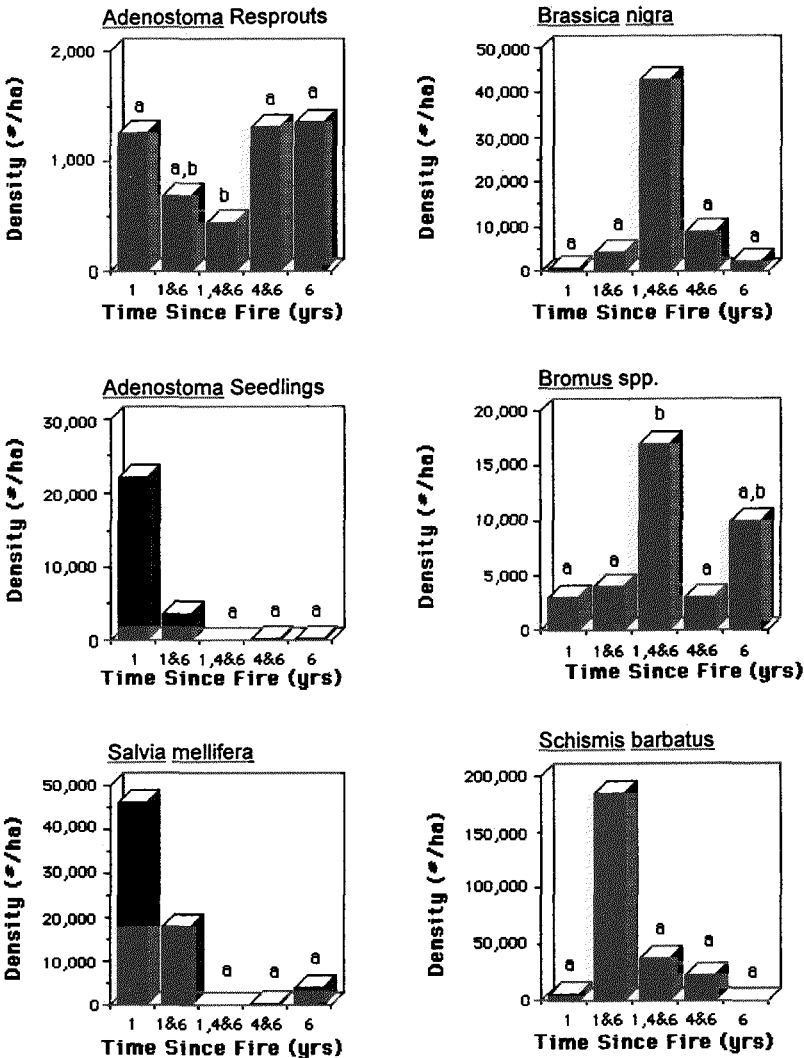 Adenostoma Resprouts
2,000
1,000
0
Density (#/ha)
a
a,b
b
a
a
1 1&6 1,4&6 4&6 6
Time Since Fire (yrs)
Brassica nigra
50,000
40,000
30,000
20,000
10,000
0
Density (#/ha)
a
a
a
a
1 1&6 1,4&6 4&6 6
Time Since Fire (yrs)
Adenostoma Seedlings
30,000
20,000
10,000
0
Density (#/ha)
a
a
a
1 1&6 1,4&6 4&6 6
Time Since Fire (yrs)
Bromus spp.
20,000
15,000
10,000
5,000
0
Density (#/ha)
a
a
b
a
a,b
1 1&6 1,4&6 4&6 6
Time Since Fire (yrs)
Salvia mellifera
50,000
40,000
30,000
20,000
10,000
0
Density (#/ha)
a
a
a
1 1&6 1,4&6 4&6 6
Time Since Fire (yrs)
Schismis barbatus
200,000
150,000
100,000
50,000
0
Density (#/ha)
a
a
a
a
1 1&6 1,4&6 4&6 6
Time Since Fire (yrs)